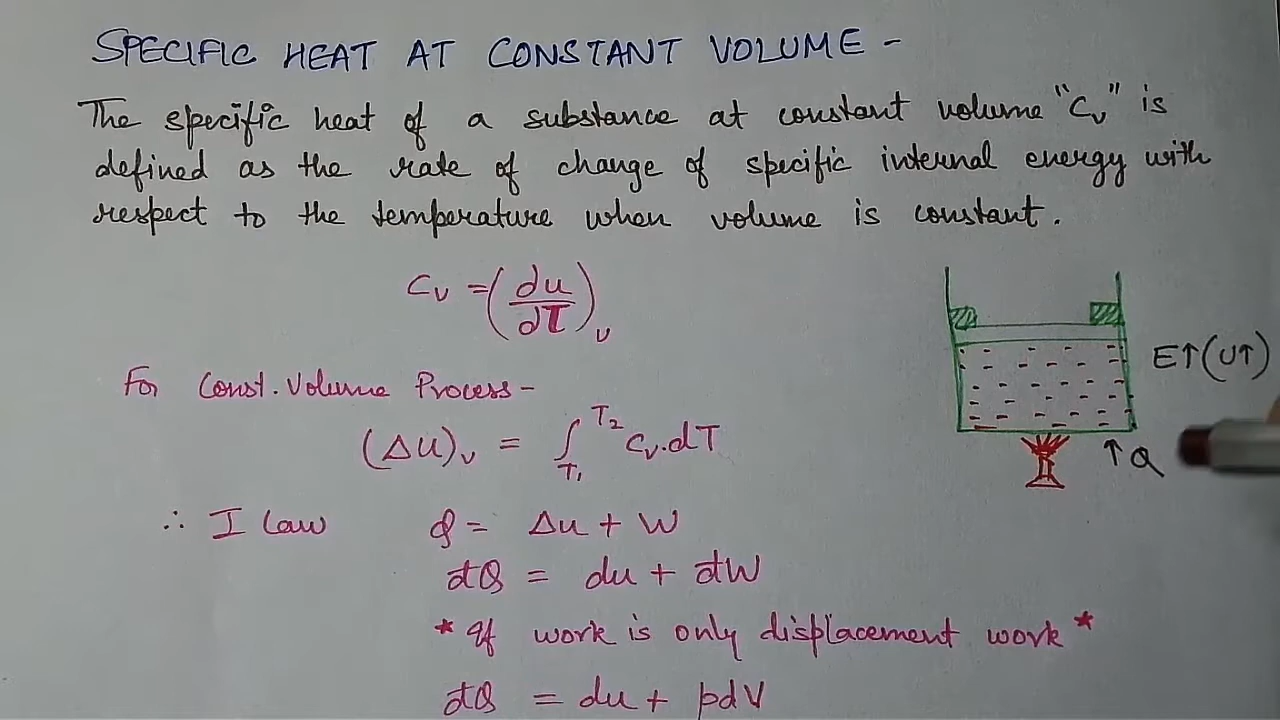 SPECIFIC HEAT AT CONSTANT VOLUME -
The specific heat of a substance at constant volume "Cv" is
defined as the rate of change of specific internal energy with
respect to the temperature when volume is constant.
Cv = (du/dT)v
E↑(U↑)
For Const. Volume Process -
(Δu)v = ∫T1^T2 Cv.dT
↑Q
∴ I Law Q = Δu + W
đQ = du + đW
* If work is only displacement work *
đQ = du + pdV